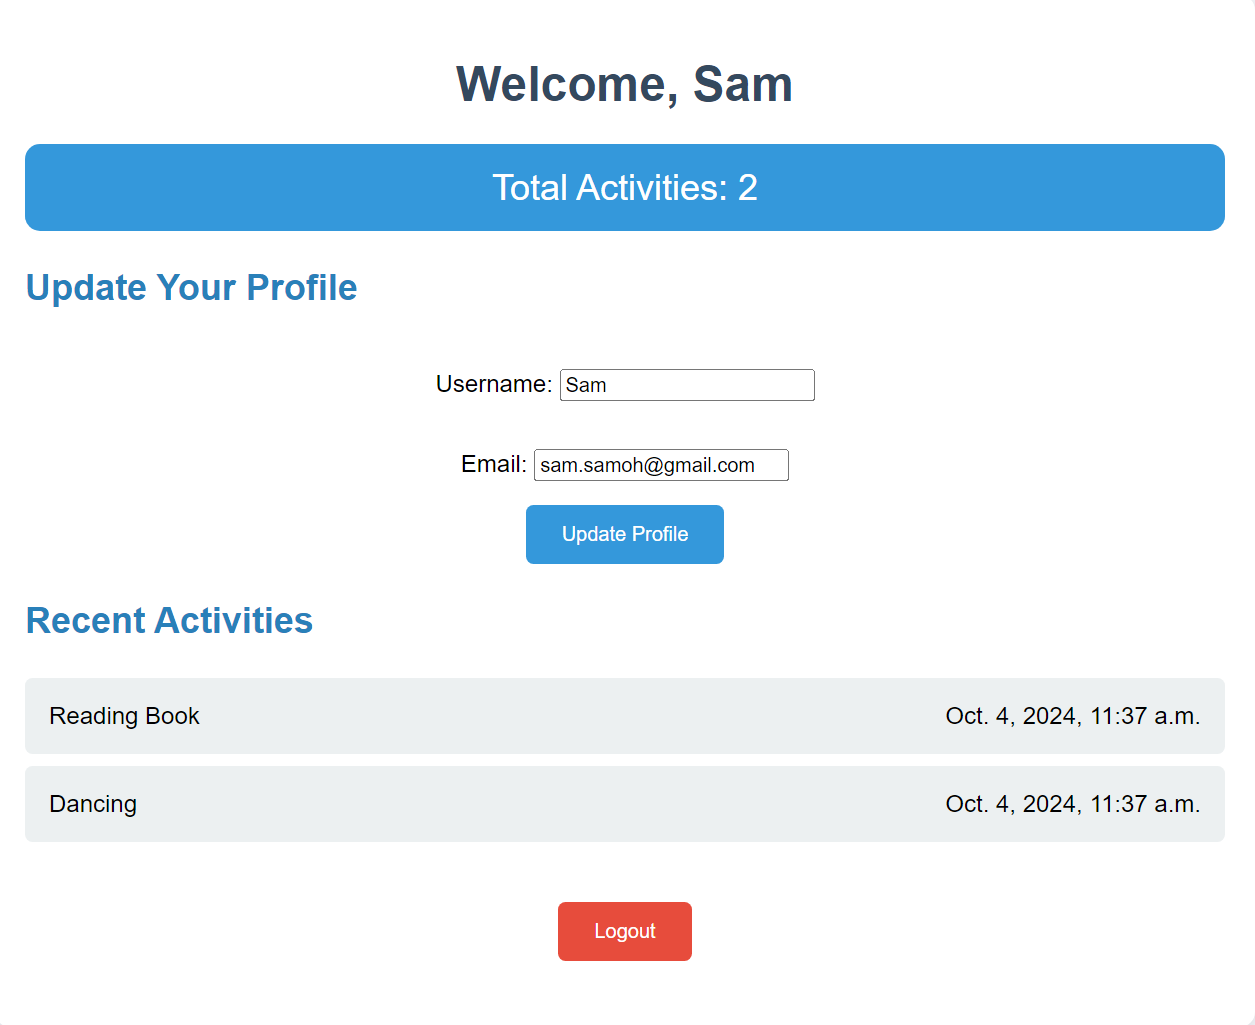 Welcome, Sam
Total Activities: 2
Update Your Profile
Username: Sam
Email: sam.samoh@gmail.com
Update Profile
Recent Activities
Reading Book Oct. 4, 2024, 11:37 a.m.
Dancing Oct. 4, 2024, 11:37 a.m.
Logout